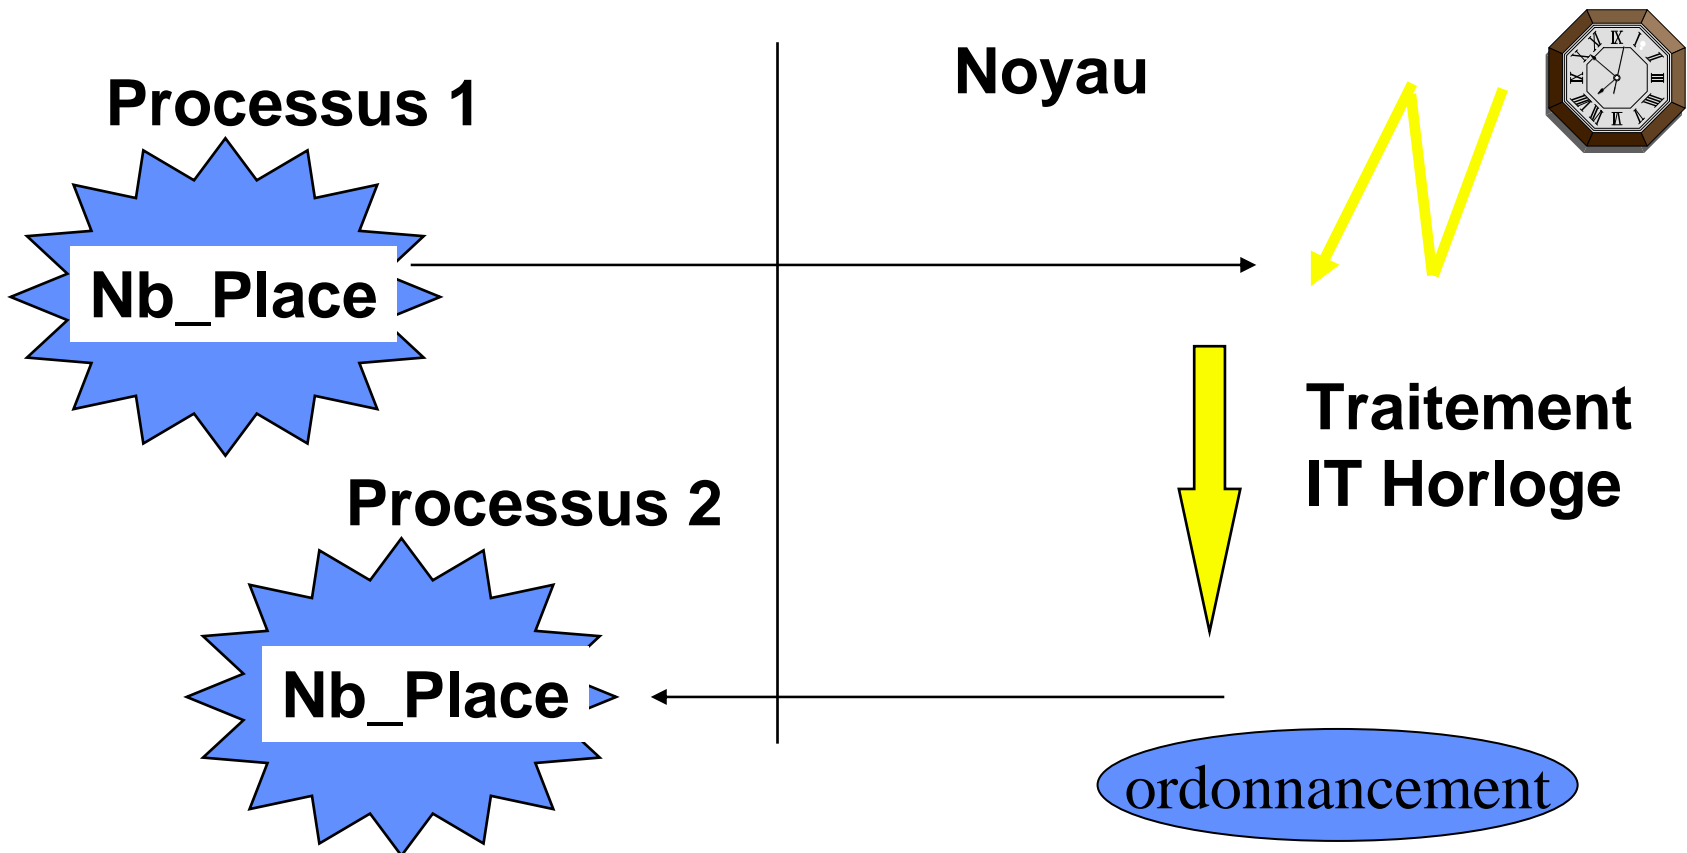 Noyau
Processus 1
Nb_Place
Traitement
IT Horloge
Processus 2
Nb_Place
ordonnancement